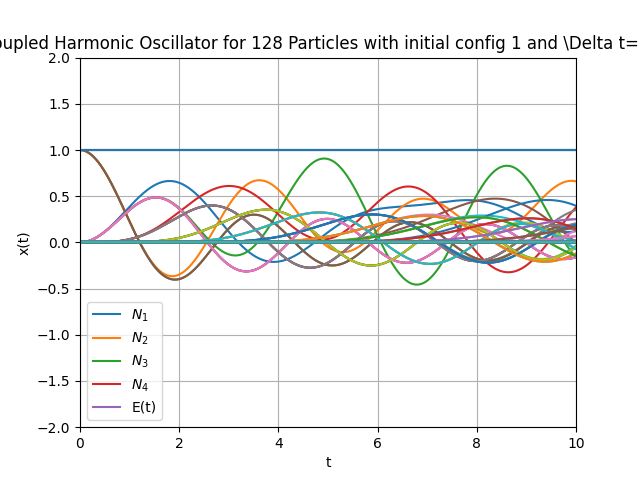 oupled Harmonic Oscillator for 128 Particles with initial config 1 and \Delta t=
2.0
1.5
1.0
0.5
0.0
−0.5
−1.0
−1.5
−2.0
x(t)
N₁
N₂
N₃
N₄
E(t)
0 2 4 6 8 10
t